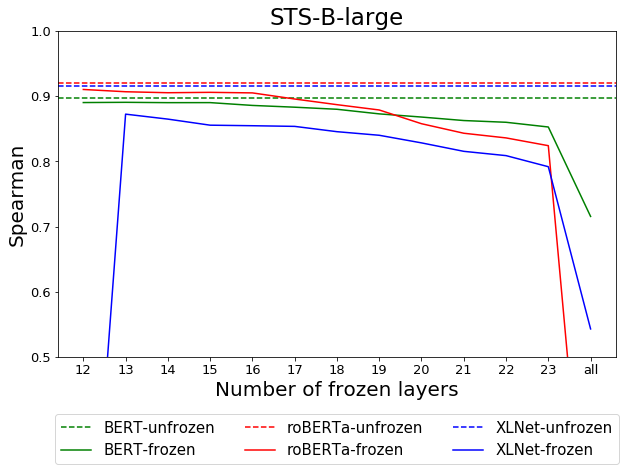 STS-B-large
1.0
0.9
0.8
0.7
0.6
0.5
Spearman
12 13 14 15 16 17 18 19 20 21 22 23 all
Number of frozen layers
BERT-unfrozen roBERTa-unfrozen XLNet-unfrozen
BERT-frozen roBERTa-frozen XLNet-frozen